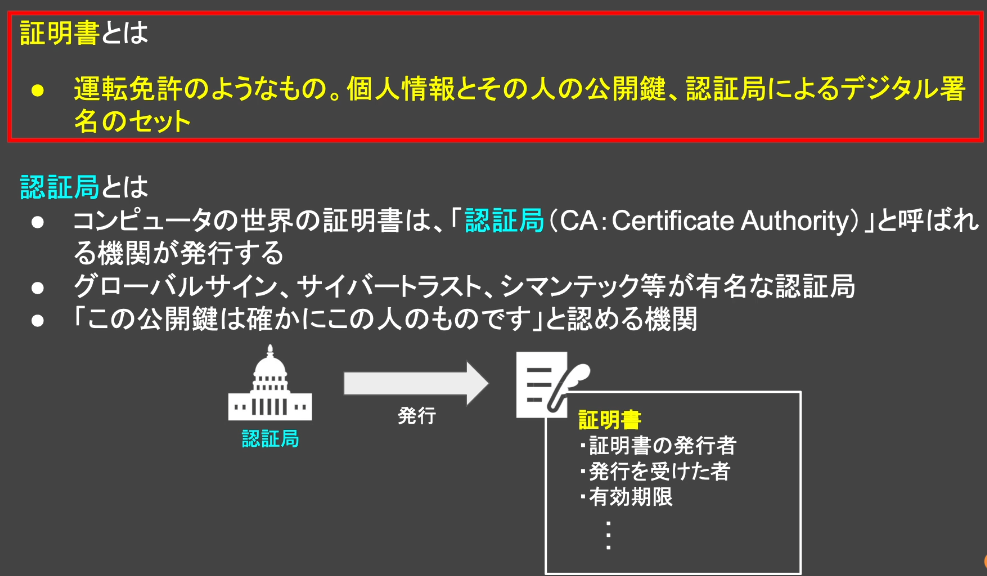 証明書とは
● 運転免許のようなもの。個人情報とその人の公開鍵、認証局によるデジタル署
名のセット
認証局とは
● コンピュータの世界の証明書は、「認証局（CA：Certificate Authority）」と呼ばれ
る機関が発行する
● グローバルサイン、サイバートラスト、シマンテック等が有名な認証局
● 「この公開鍵は確かにこの人のものです」と認める機関
発行
認証局
証明書
・証明書の発行者
・発行を受けた者
・有効期限
⋮